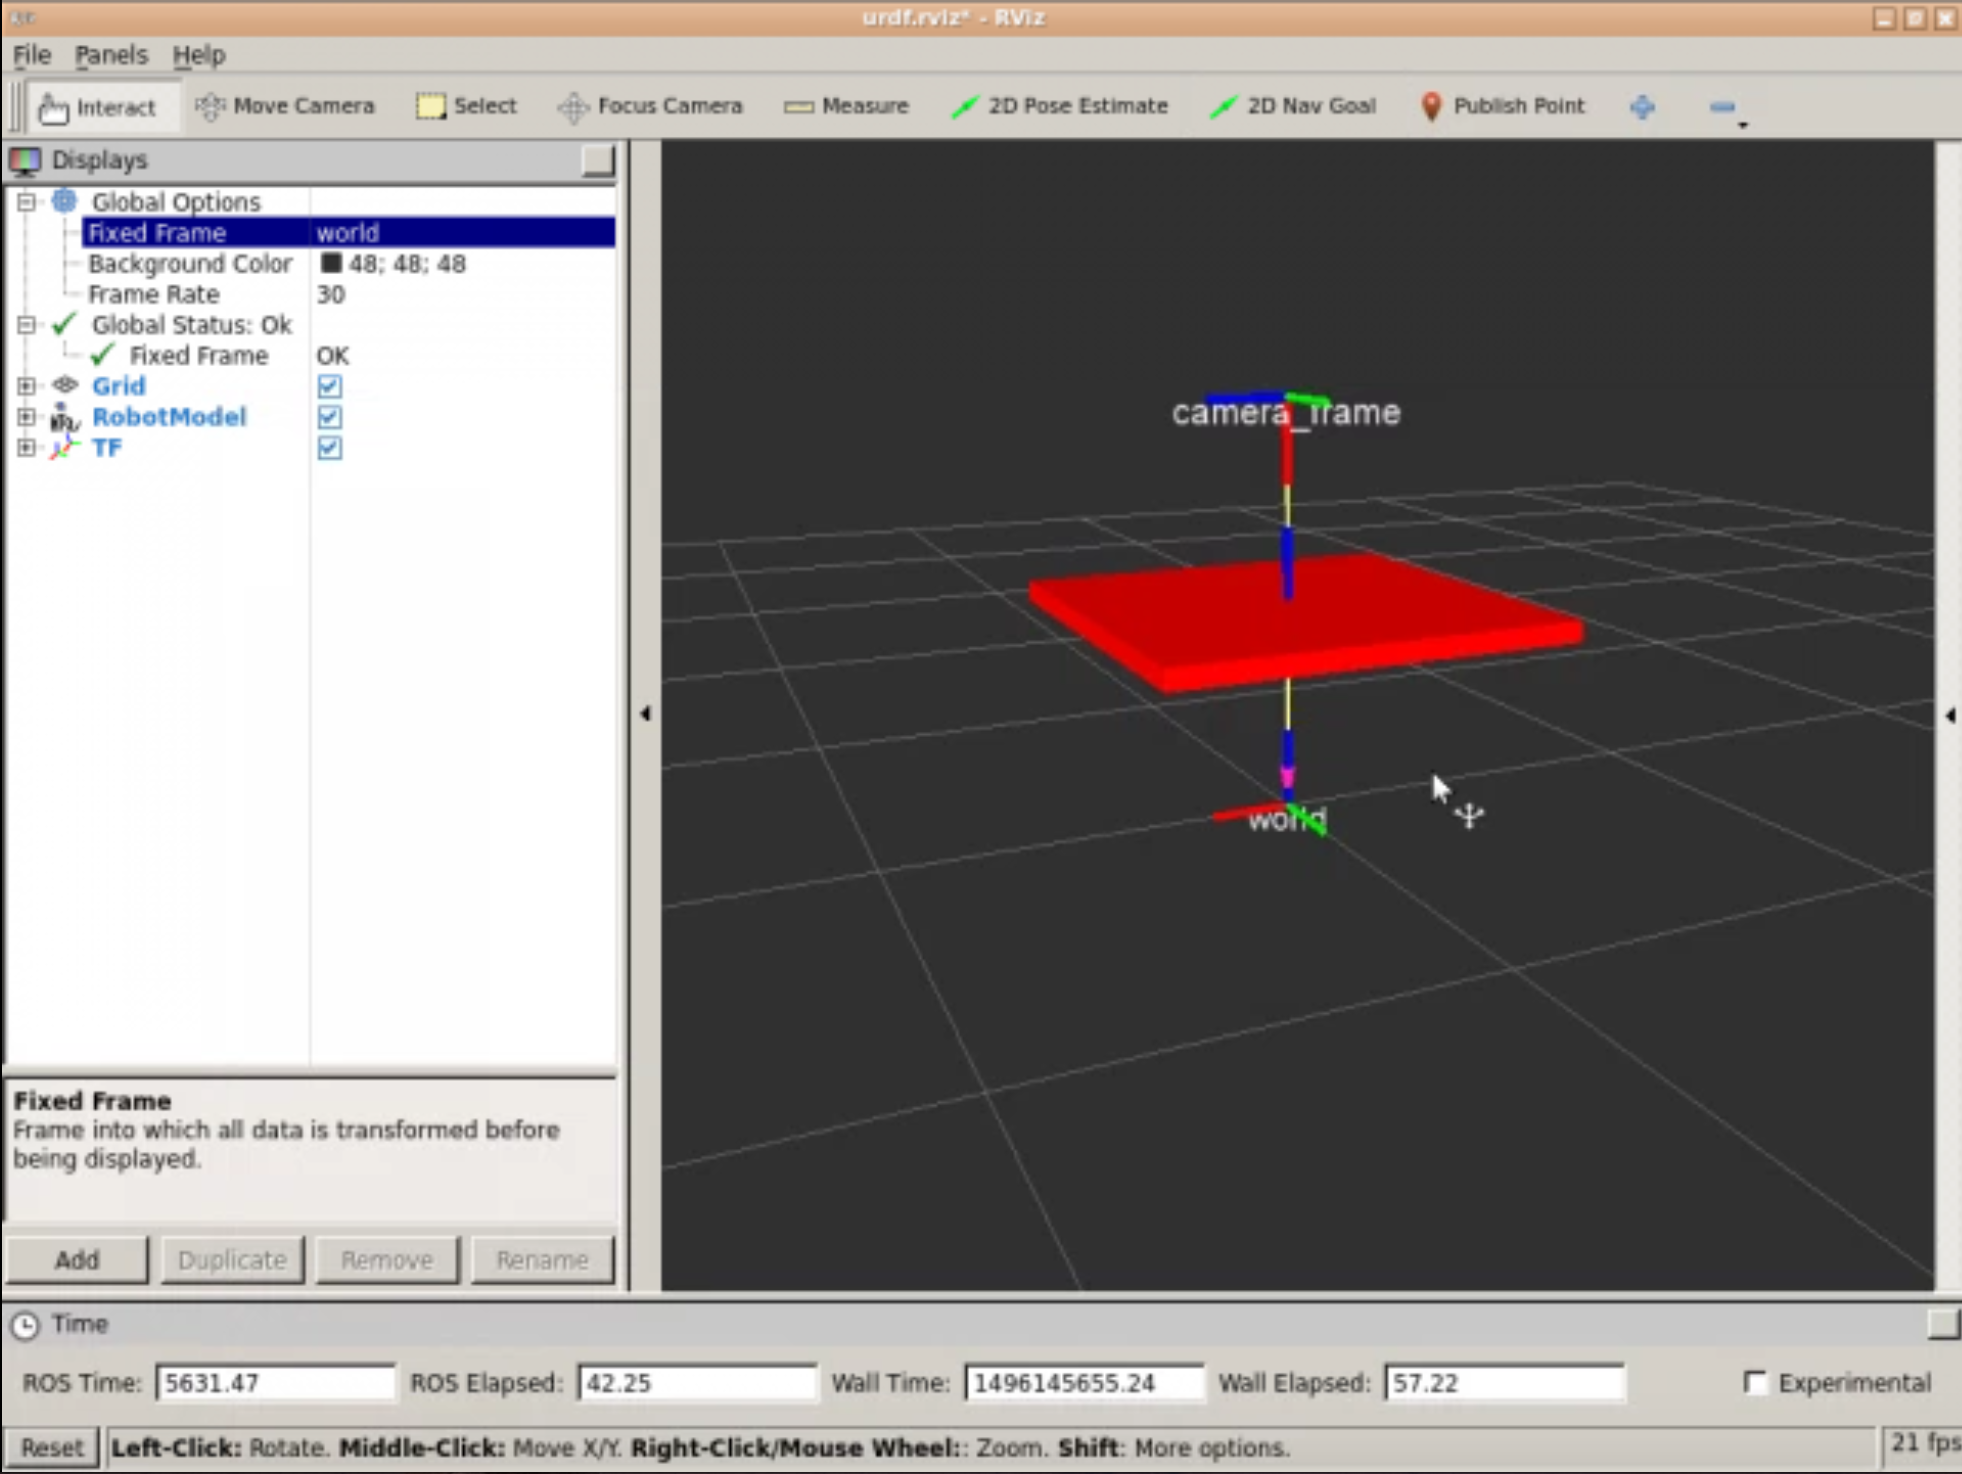 urdf.rviz* - RViz
File Panels Help
Interact Move Camera Select Focus Camera Measure 2D Pose Estimate 2D Nav Goal Publish Point
Displays
Global Options
Fixed Frame world
Background Color 48; 48; 48
Frame Rate 30
Global Status: Ok
Fixed Frame OK
Grid
RobotModel
TF
camera_frame
world
Fixed Frame
Frame into which all data is transformed before
being displayed.
Add Duplicate Remove Rename
Time
ROS Time: 5631.47 ROS Elapsed: 42.25 Wall Time: 1496145655.24 Wall Elapsed: 57.22 Experimental
Reset Left-Click: Rotate. Middle-Click: Move X/Y. Right-Click/Mouse Wheel:: Zoom. Shift: More options. 21 fps